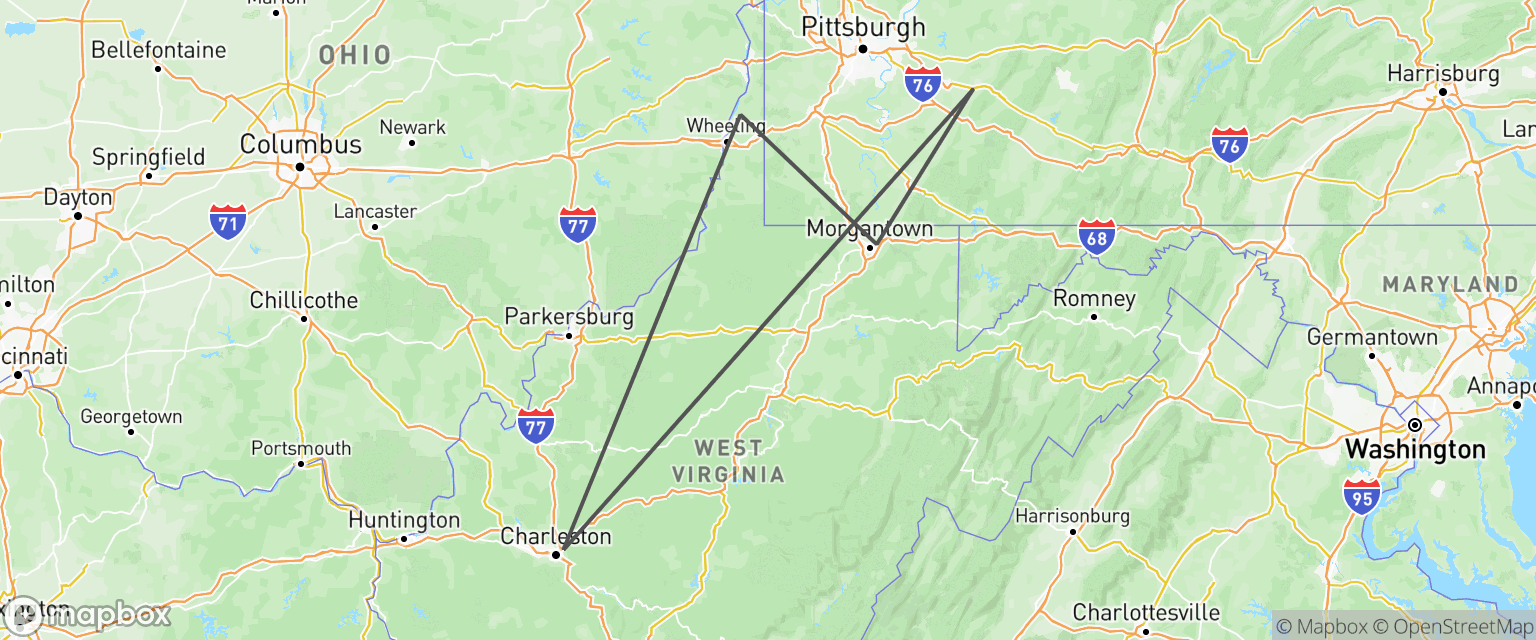 Marion
Pittsburgh
Bellefontaine
OHIO
76
Harrisburg
Newark
Wheeling
Columbus
Springfield
76
Dayton
Lancaster
71
77
Morgantown
68
MARYLAND
Chillicothe
Romney
Parkersburg
Germantown
cinnati
milton
Annapo
Georgetown
77
Portsmouth
WEST
VIRGINIA
Washington
95
Huntington
Charleston
Harrisonburg
Charlottesville
Lan
xington
mapbox
© Mapbox © OpenStreetMap